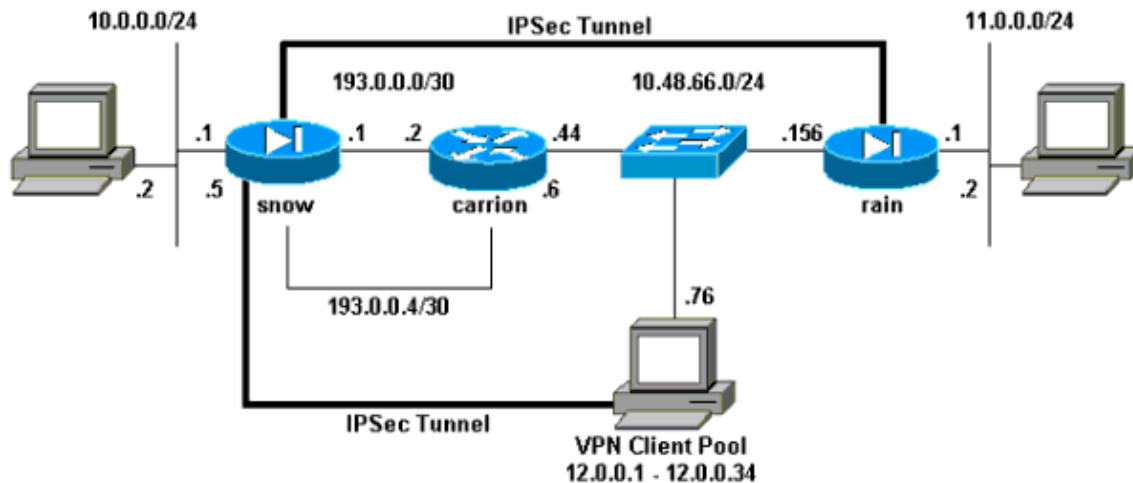 IPSec Tunnel
10.0.0.0/24
11.0.0.0/24
193.0.0.0/30
10.48.66.0/24
.1
.1
.2
.44
.156
.1
.2
.5
.6
.2
snow
carrion
rain
193.0.0.4/30
.76
IPSec Tunnel
VPN Client Pool
12.0.0.1 - 12.0.0.34